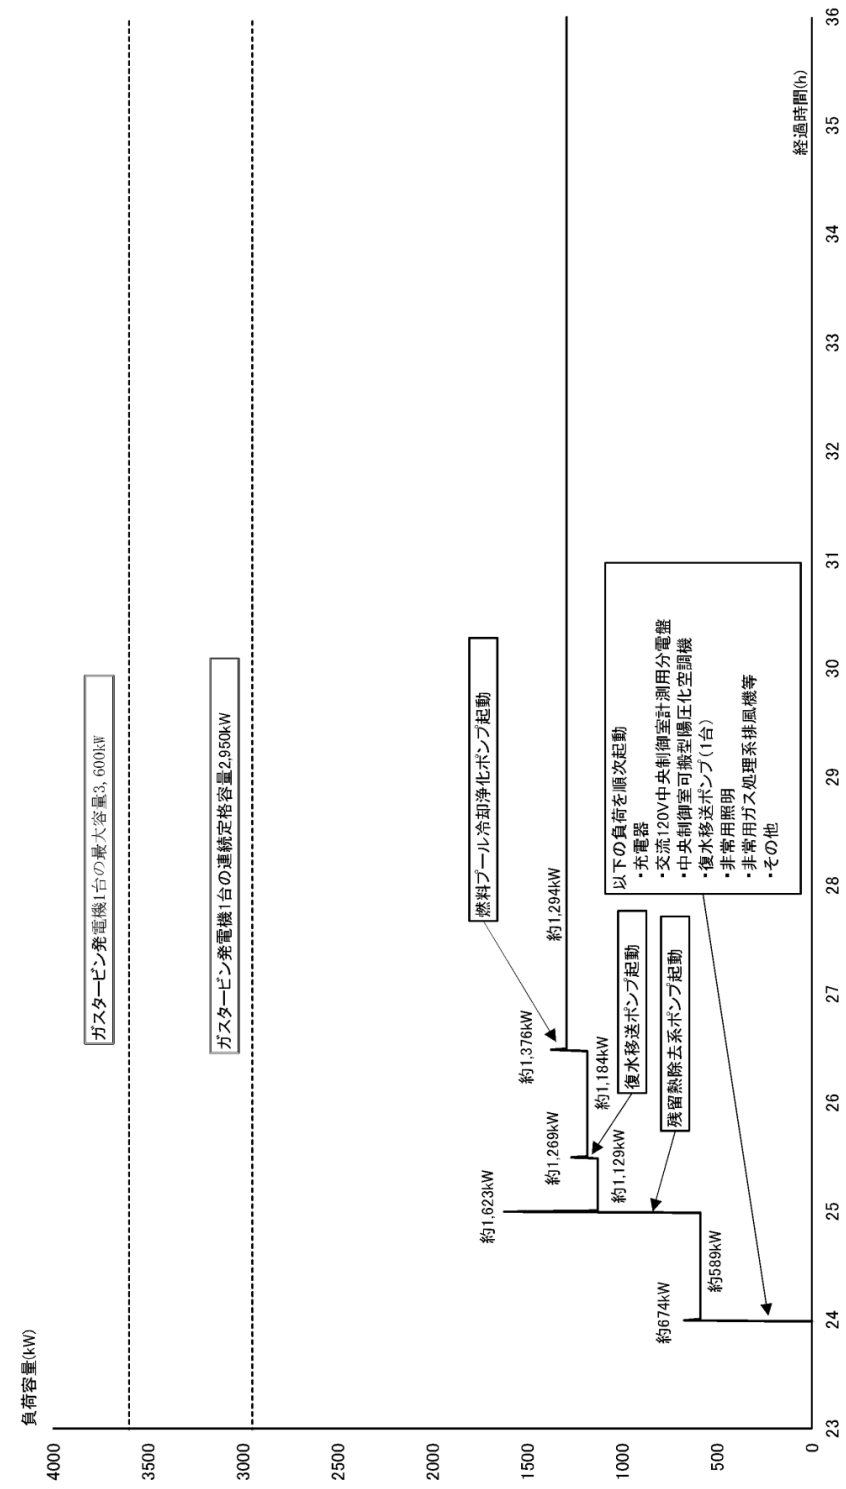 負荷容量(kW)
4000
3500
3000
2500
2000
1500
1000
500
0
ガスタービン発電機1台の最大容量3,600kW
ガスタービン発電機1台の連続定格容量2,950kW
約674kW
約589kW
約1,623kW
約1,129kW
約1,269kW
約1,184kW
約1,376kW
約1,294kW
燃料プール冷却浄化ポンプ起動
復水移送ポンプ起動
残留熱除去系ポンプ起動
以下の負荷を順次起動
・充電器
・交流120V中央制御室計測用分電盤
・中央制御室可搬型陽圧化空調機
・復水移送ポンプ(1台)
・非常用照明
・非常用ガス処理系排風機等
・その他
23
24
25
26
27
28
29
30
31
32
33
34
35
36
経過時間(h)